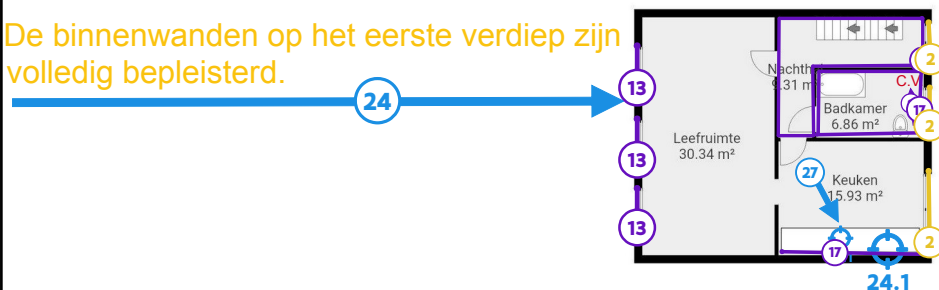 De binnenwanden op het eerste verdiep zijn
volledig bepleisterd.
24
13
13
13
Leefruimte
30.34 m²
9.31 m²
C.V
Badkamer
6.86 m²
17
2
2
27
Keuken
15.93 m²
17
2
24.1